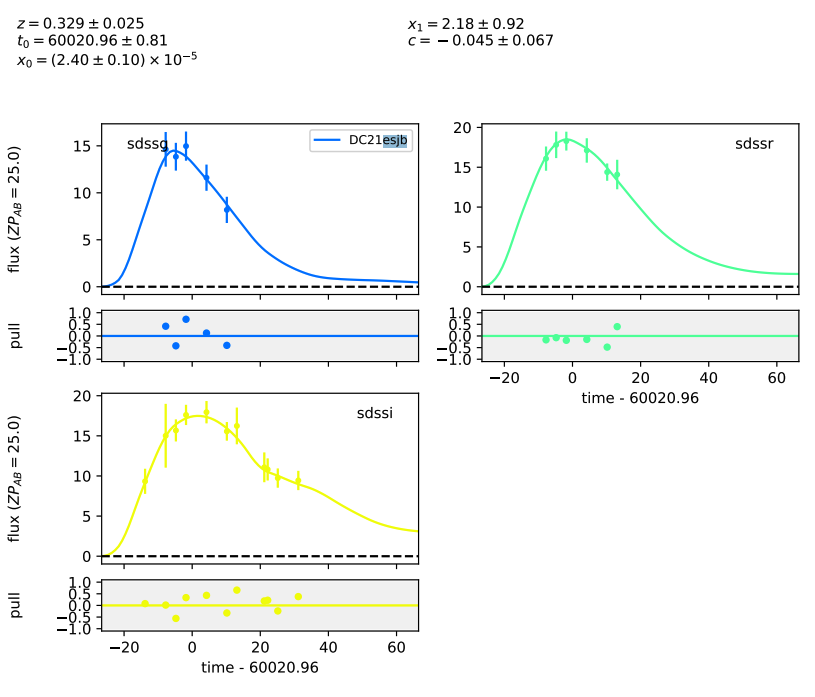 z = 0.329 ± 0.025
t₀ = 60020.96 ± 0.81
x₀ = (2.40 ± 0.10) × 10⁻⁵
x₁ = 2.18 ± 0.92
c = −0.045 ± 0.067
sdssg
DC21esjb
flux (ZP_AB = 25.0)
15
10
5
0
pull
1.0
0.5
0.0
−0.5
−1.0
sdssr
20
15
10
5
0
1.0
0.5
0.0
−0.5
−1.0
−20 0 20 40 60
time - 60020.96
sdssi
flux (ZP_AB = 25.0)
20
15
10
5
0
pull
1.0
0.5
0.0
−0.5
−1.0
−20 0 20 40 60
time - 60020.96